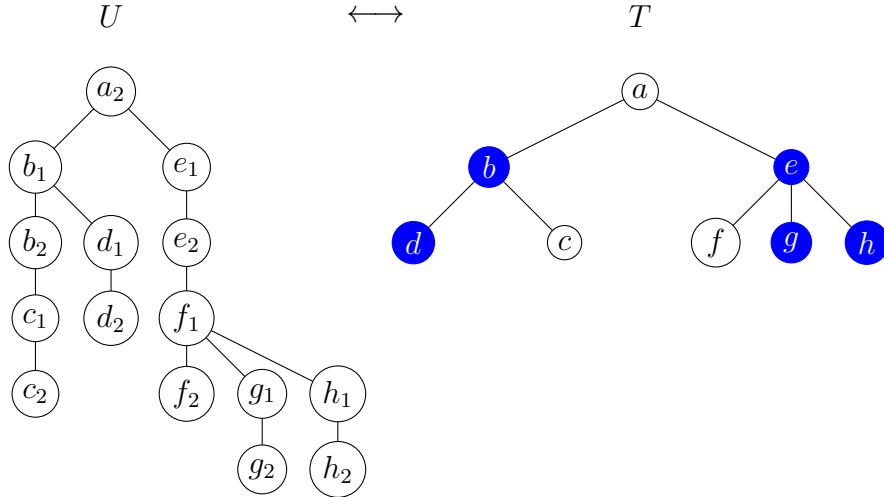 U ⟷ T
a₂ a
b₁ e₁ b e
b₂ d₁ e₂ d c f g h
c₁ d₂ f₁
c₂ f₂ g₁ h₁
g₂ h₂